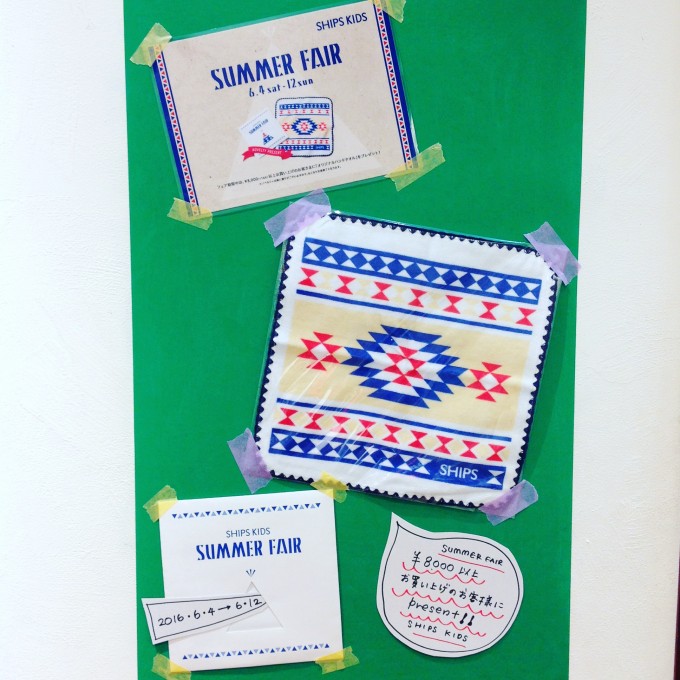 SHIPS KIDS
SUMMER FAIR
6.4 sat - 12 sun
SUMMER FAIR
SHIPS
SHIPS KIDS
SUMMER FAIR
2016・6・4→6・12
SUMMER FAIR
¥8000以上
お買い上げのお客様に
present!!
SHIPS KIDS